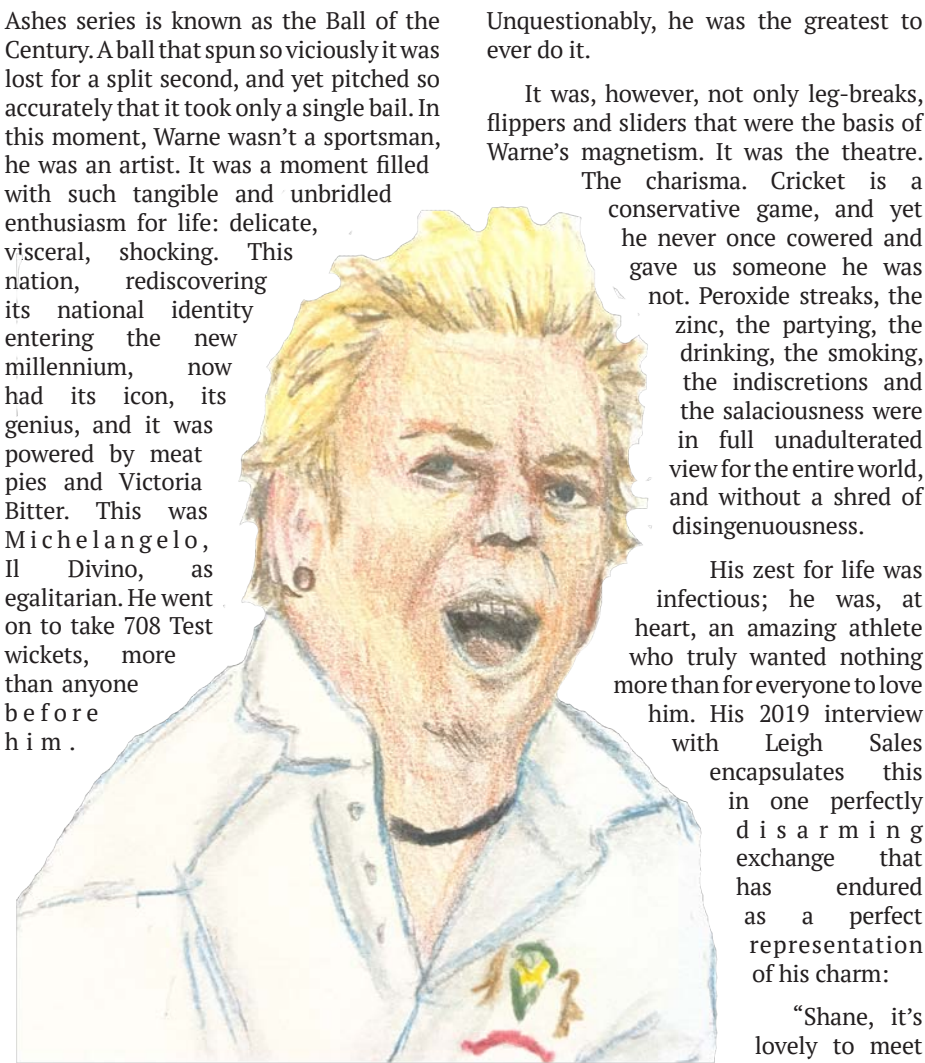 Ashes series is known as the Ball of the
Century. A ball that spun so viciously it was
lost for a split second, and yet pitched so
accurately that it took only a single bail. In
this moment, Warne wasn’t a sportsman,
he was an artist. It was a moment filled
with such tangible and unbridled
enthusiasm for life: delicate,
visceral, shocking. This
nation, rediscovering
its national identity
entering the new
millennium, now
had its icon, its
genius, and it was
powered by meat
pies and Victoria
Bitter. This was
Michelangelo,
Il Divino, as
egalitarian. He went
on to take 708 Test
wickets, more
than anyone
before
him.
Unquestionably, he was the greatest to
ever do it.
It was, however, not only leg-breaks,
flippers and sliders that were the basis of
Warne’s magnetism. It was the theatre.
The charisma. Cricket is a
conservative game, and yet
he never once cowered and
gave us someone he was
not. Peroxide streaks, the
zinc, the partying, the
drinking, the smoking,
the indiscretions and
the salaciousness were
in full unadulterated
view for the entire world,
and without a shred of
disingenuousness.
His zest for life was
infectious; he was, at
heart, an amazing athlete
who truly wanted nothing
more than for everyone to love
him. His 2019 interview
with Leigh Sales
encapsulates this
in one perfectly
disarming
exchange that
has endured
as a perfect
representation
of his charm:
“Shane, it’s
lovely to meet